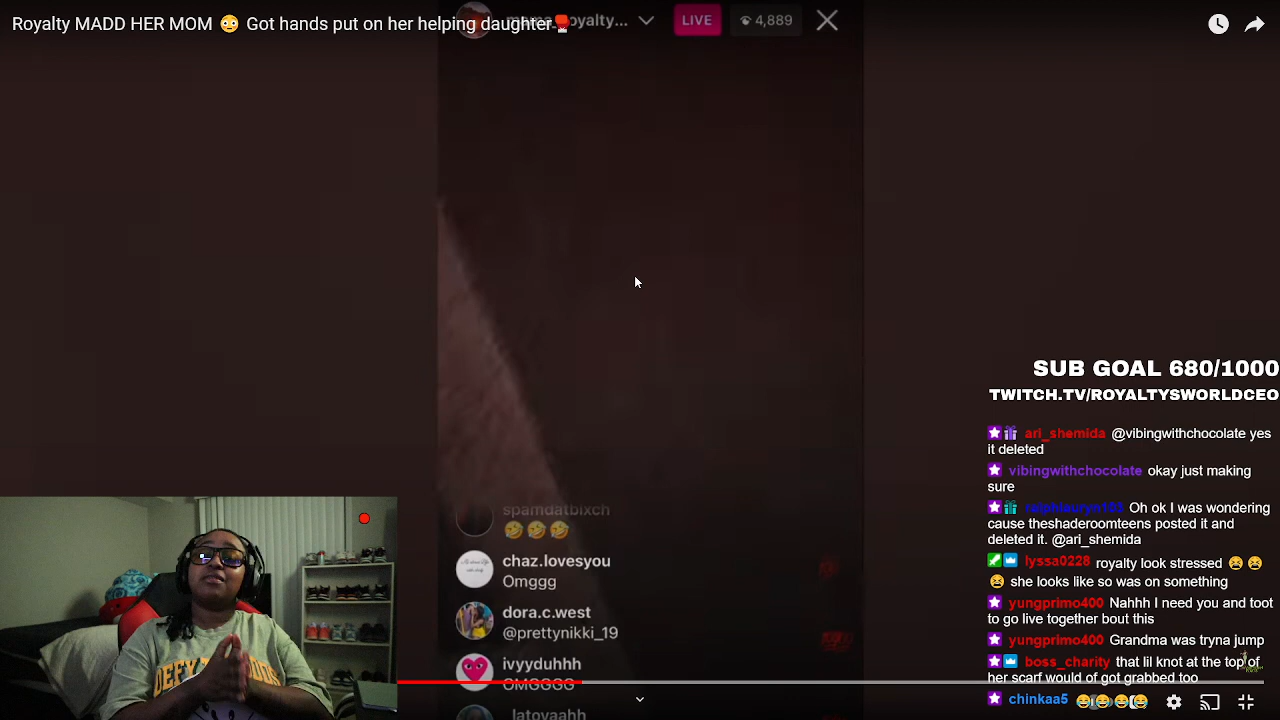 Royalty MADD HER MOM 😳 Got hands put on her helping daughter🥊
LIVE
4,889
spamdatbixch
🤣🤣🤣
chaz.lovesyou
Omggg
dora.c.west
@prettynikki_19
ivyyduhhh
OMGGGG
latoyaahh
SUB GOAL 680/1000
TWITCH.TV/ROYALTYSWORLDCEO
ari_shemida @vibingwithchocolate yes
it deleted
vibingwithchocolate okay just making
sure
ralphlauryn103 Oh ok I was wondering
cause theshaderoomteens posted it and
deleted it. @ari_shemida
lyssa0228 royalty look stressed 😫 😫
😫 she looks like so was on something
yungprimo400 Nahhh I need you and toot
to go live together bout this
yungprimo400 Grandma was tryna jump
boss_charity that lil knot at the top of
her scarf would of got grabbed too
chinkaa5 😂😂😂😂